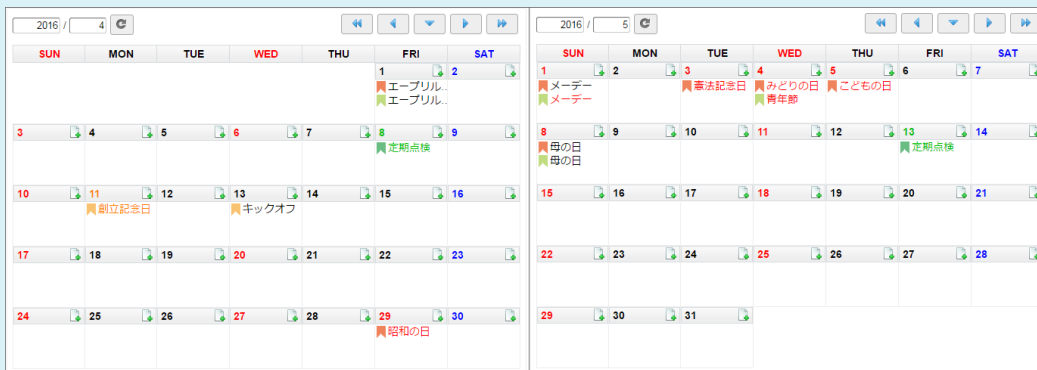 2016 / 4
SUN MON TUE WED THU FRI SAT
1 2
エープリル..
エープリル..
3 4 5 6 7 8 9
定期点検
10 11 12 13 14 15 16
創立記念日 キックオフ
17 18 19 20 21 22 23
24 25 26 27 28 29 30
昭和の日
2016 / 5
SUN MON TUE WED THU FRI SAT
1 2 3 4 5 6 7
メーデー 憲法記念日 みどりの日 こどもの日
メーデー 青年節
8 9 10 11 12 13 14
母の日 定期点検
母の日
15 16 17 18 19 20 21
22 23 24 25 26 27 28
29 30 31